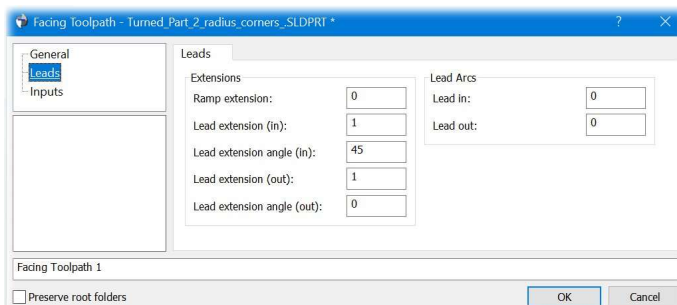 Facing Toolpath - Turned_Part_2_radius_corners_.SLDPRT * ?
General
Leads
Inputs
Leads
Extensions
Ramp extension: 0
Lead extension (in): 1
Lead extension angle (in): 45
Lead extension (out): 1
Lead extension angle (out): 0
Lead Arcs
Lead in: 0
Lead out: 0
Facing Toolpath 1
Preserve root folders
OK Cancel